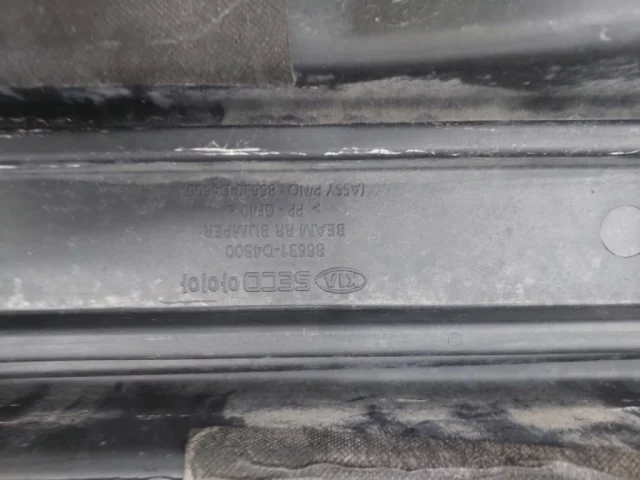 KIA SECO
86631-D4500
BEAM RR BUMPER
> PP - GF40 <
(ASSY P/NO :